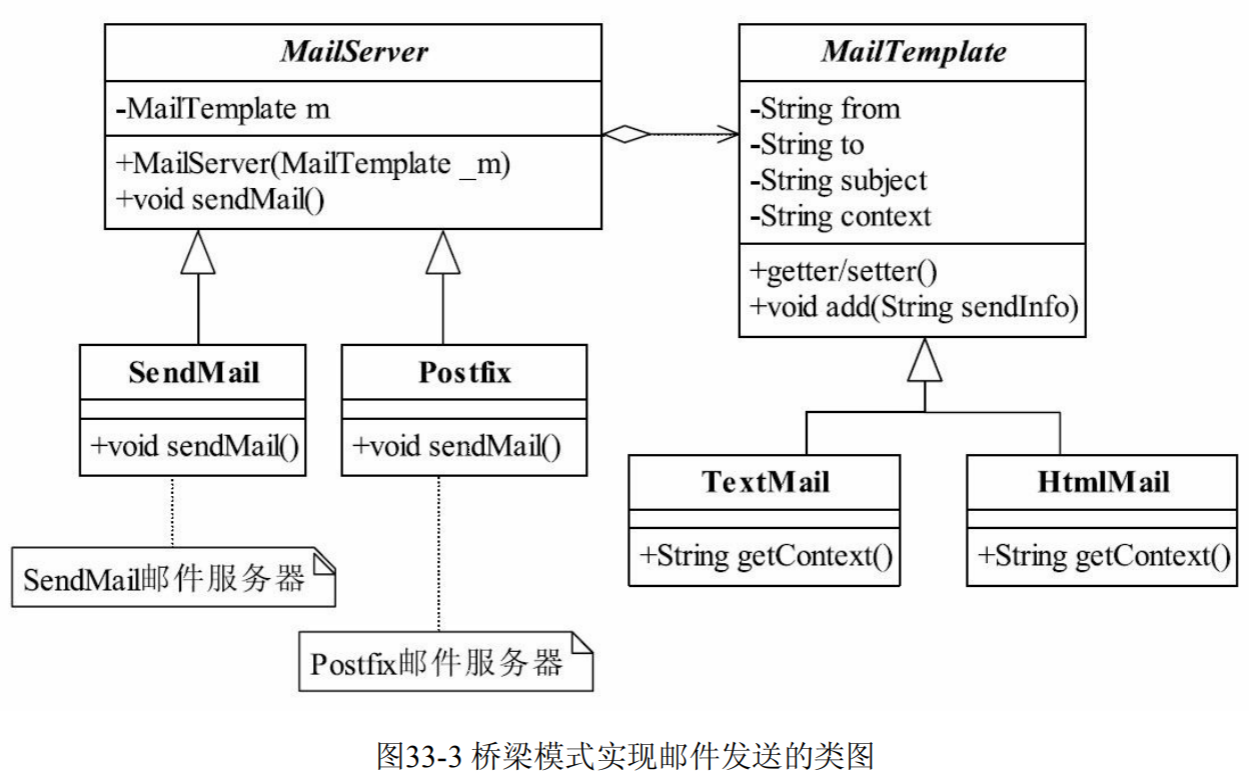 MailServer
-MailTemplate m
+MailServer(MailTemplate _m)
+void sendMail()
MailTemplate
-String from
-String to
-String subject
-String context
+getter/setter()
+void add(String sendInfo)
SendMail
+void sendMail()
Postfix
+void sendMail()
TextMail
+String getContext()
HtmlMail
+String getContext()
SendMail邮件服务器
Postfix邮件服务器
图33-3 桥梁模式实现邮件发送的类图